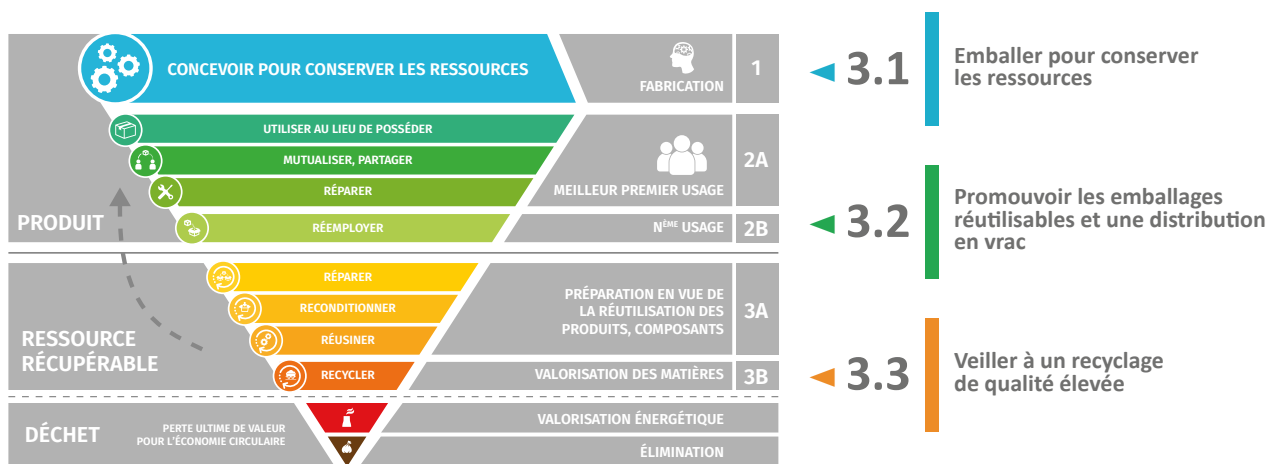 CONCEVOIR POUR CONSERVER LES RESSOURCES
FABRICATION
1
UTILISER AU LIEU DE POSSÉDER
MUTUALISER, PARTAGER
RÉPARER
MEILLEUR PREMIER USAGE
2A
PRODUIT
RÉEMPLOYER
NÈME USAGE
2B
RÉPARER
RECONDITIONNER
RÉUSINER
PRÉPARATION EN VUE DE
LA RÉUTILISATION DES
PRODUITS, COMPOSANTS
3A
RESSOURCE
RÉCUPÉRABLE
RECYCLER
VALORISATION DES MATIÈRES
3B
DÉCHET
PERTE ULTIME DE VALEUR
POUR L'ÉCONOMIE CIRCULAIRE
VALORISATION ÉNERGÉTIQUE
ÉLIMINATION
3.1
Emballer pour conserver
les ressources
3.2
Promouvoir les emballages
réutilisables et une distribution
en vrac
3.3
Veiller à un recyclage
de qualité élevée